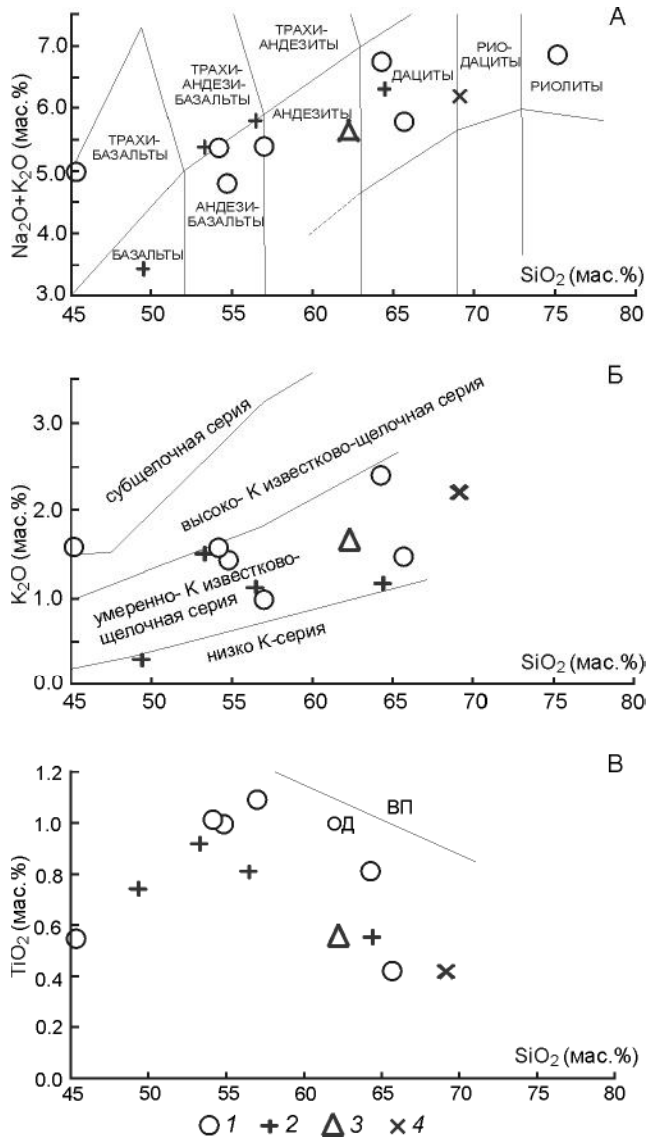 А
7.0
6.0
5.0
4.0
3.0
Na₂O+K₂O (мас.%)
ТРАХИ-
АНДЕЗИТЫ
ТРАХИ-
АНДЕЗИ-
БАЗАЛЬТЫ
ТРАХИ-
БАЗАЛЬТЫ
АНДЕЗИТЫ
ДАЦИТЫ
РИО-
ДАЦИТЫ
РИОЛИТЫ
АНДЕЗИ-
БАЗАЛЬТЫ
БАЗАЛЬТЫ
SiO₂ (мас.%)
45 50 55 60 65 70 75 80
Б
3.0
2.0
1.0
0.0
K₂O (мас.%)
субщелочная серия
высоко- К известково-щелочная серия
умеренно- К известково-
щелочная серия
низко К-серия
SiO₂ (мас.%)
45 50 55 60 65 70 75 80
В
1.2
1.0
0.8
0.6
0.4
0.2
0.0
TiO₂ (мас.%)
ВП
ОД
SiO₂ (мас.%)
45 50 55 60 65 70 75 80
1 2 3 4